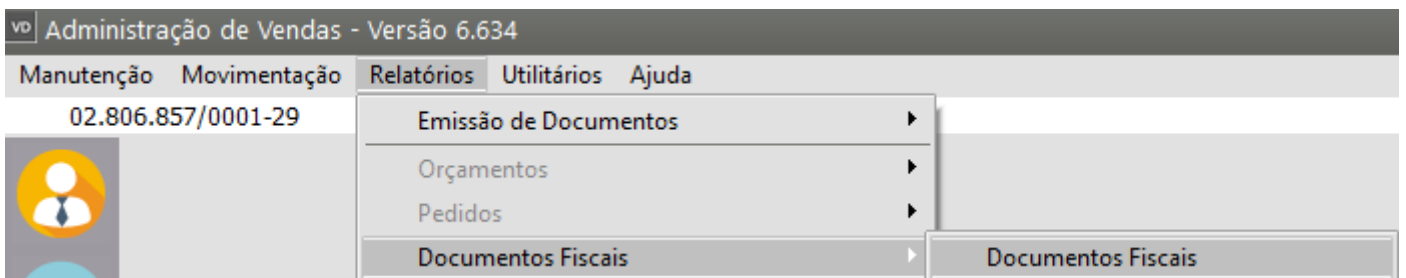 VD Administração de Vendas - Versão 6.634
Manutenção Movimentação Relatórios Utilitários Ajuda
02.806.857/0001-29
Emissão de Documentos
Orçamentos
Pedidos
Documentos Fiscais Documentos Fiscais